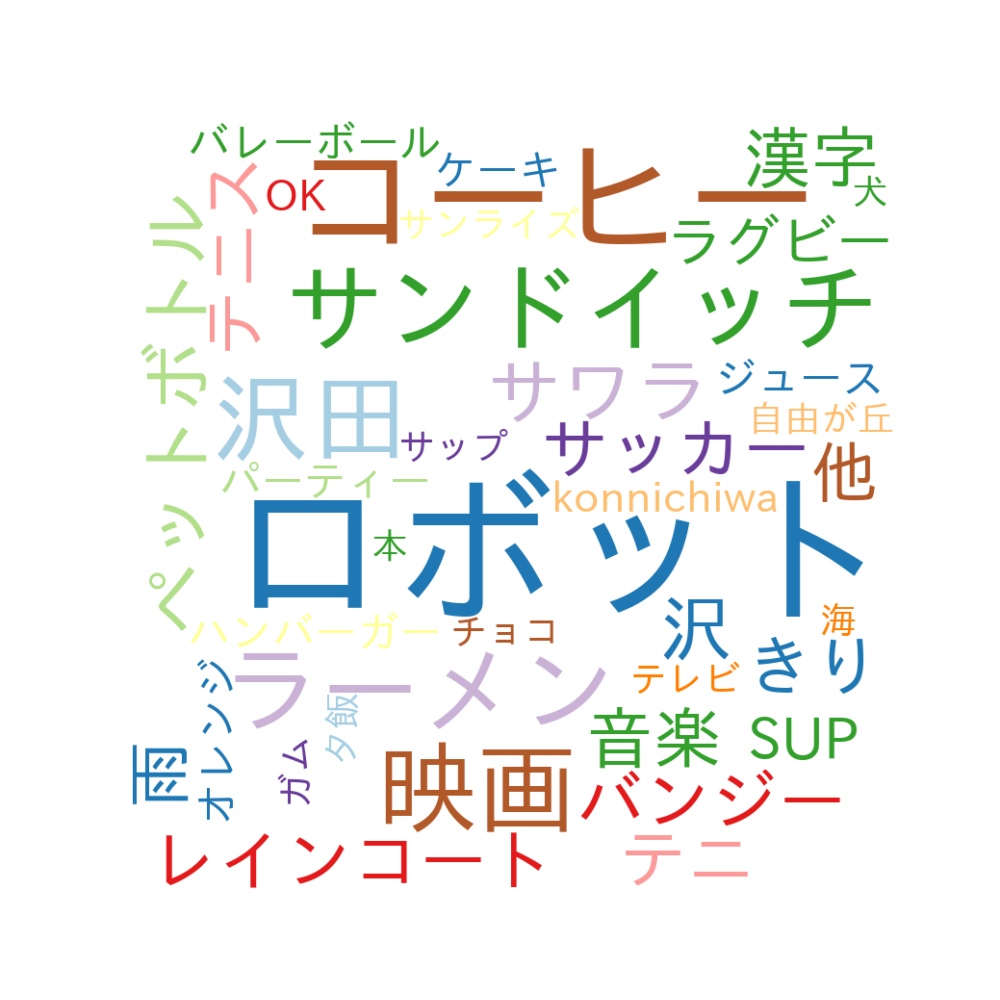 バレーボール
ケーキ
漢字
OK
コーヒー
犬
サンライズ
ラグビー
テニス
ペットボトル
サンドイッチ
サワラ
ジュース
沢田
自由が丘
サップ
サッカー
他
パーティー
konnichiwa
ロボット
本
沢
海
ハンバーガー
チョコ
きり
ラーメン
テレビ
オレンジ
夕飯
音楽
SUP
雨
ガム
映画
バンジー
レインコート
テニ